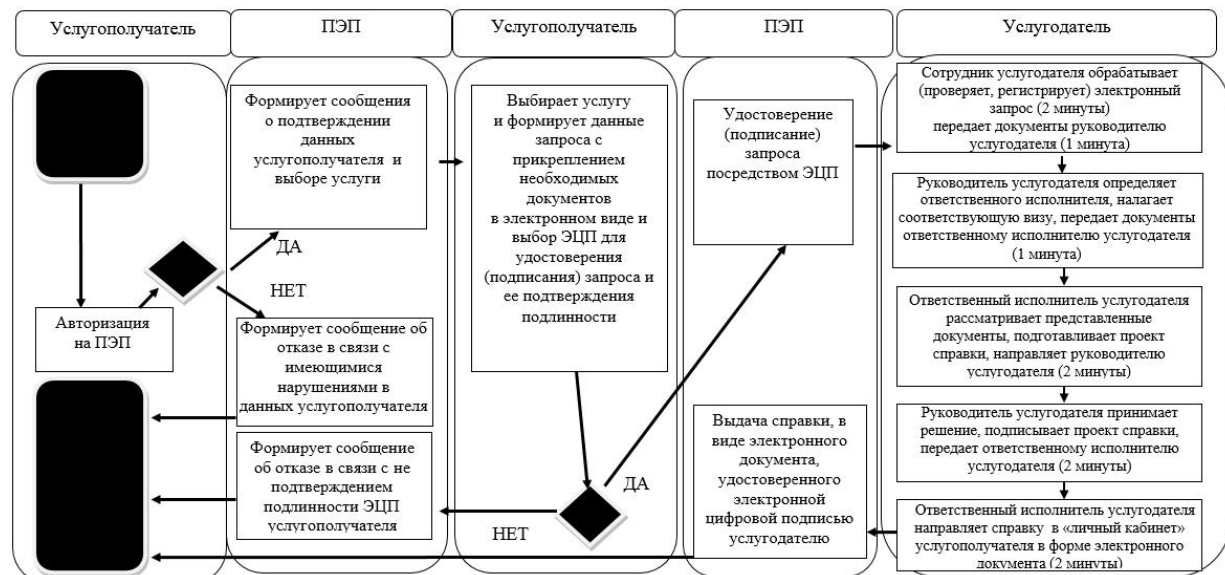 Услугополучатель
ПЭП
Услугополучатель
ПЭП
Услугодатель
Авторизация
на ПЭП
Формирует сообщения
о подтверждении
данных
услугополучателя и
выборе услуги
ДА
НЕТ
Формирует сообщение об
отказе в связи с
имеющимися
нарушениями в
данных услугополучателя
Формирует сообщение
об отказе в связи с не
подтверждением
подлинности ЭЦП
услугополучателя
Выбирает услугу
и формирует данные
запроса с
прикреплением
необходимых
документов
в электронном виде и
выбор ЭЦП для
удостоверения
(подписания) запроса и
ее подтверждения
подлинности
ДА
НЕТ
Удостоверение
(подписание)
запроса
посредством ЭЦП
Выдача справки, в
виде электронного
документа,
удостоверенного
электронной
цифровой подписью
услугодателю
Сотрудник услугодателя обрабатывает
(проверяет, регистрирует) электронный
запрос (2 минуты)
передает документы руководителю
услугодателя (1 минута)
Руководитель услугодателя определяет
ответственного исполнителя, налагает
соответствующую визу, передает документы
ответственному исполнителю услугодателя
(1 минута)
Ответственный исполнитель услугодателя
рассматривает представленные
документы, подготавливает проект
справки, направляет руководителю
услугодателя (2 минуты)
Руководитель услугодателя принимает
решение, подписывает проект справки,
передает ответственному исполнителю
услугодателя (2 минуты)
Ответственный исполнитель услугодателя
направляет справку в «личный кабинет»
услугополучателя в форме электронного
документа (2 минуты)